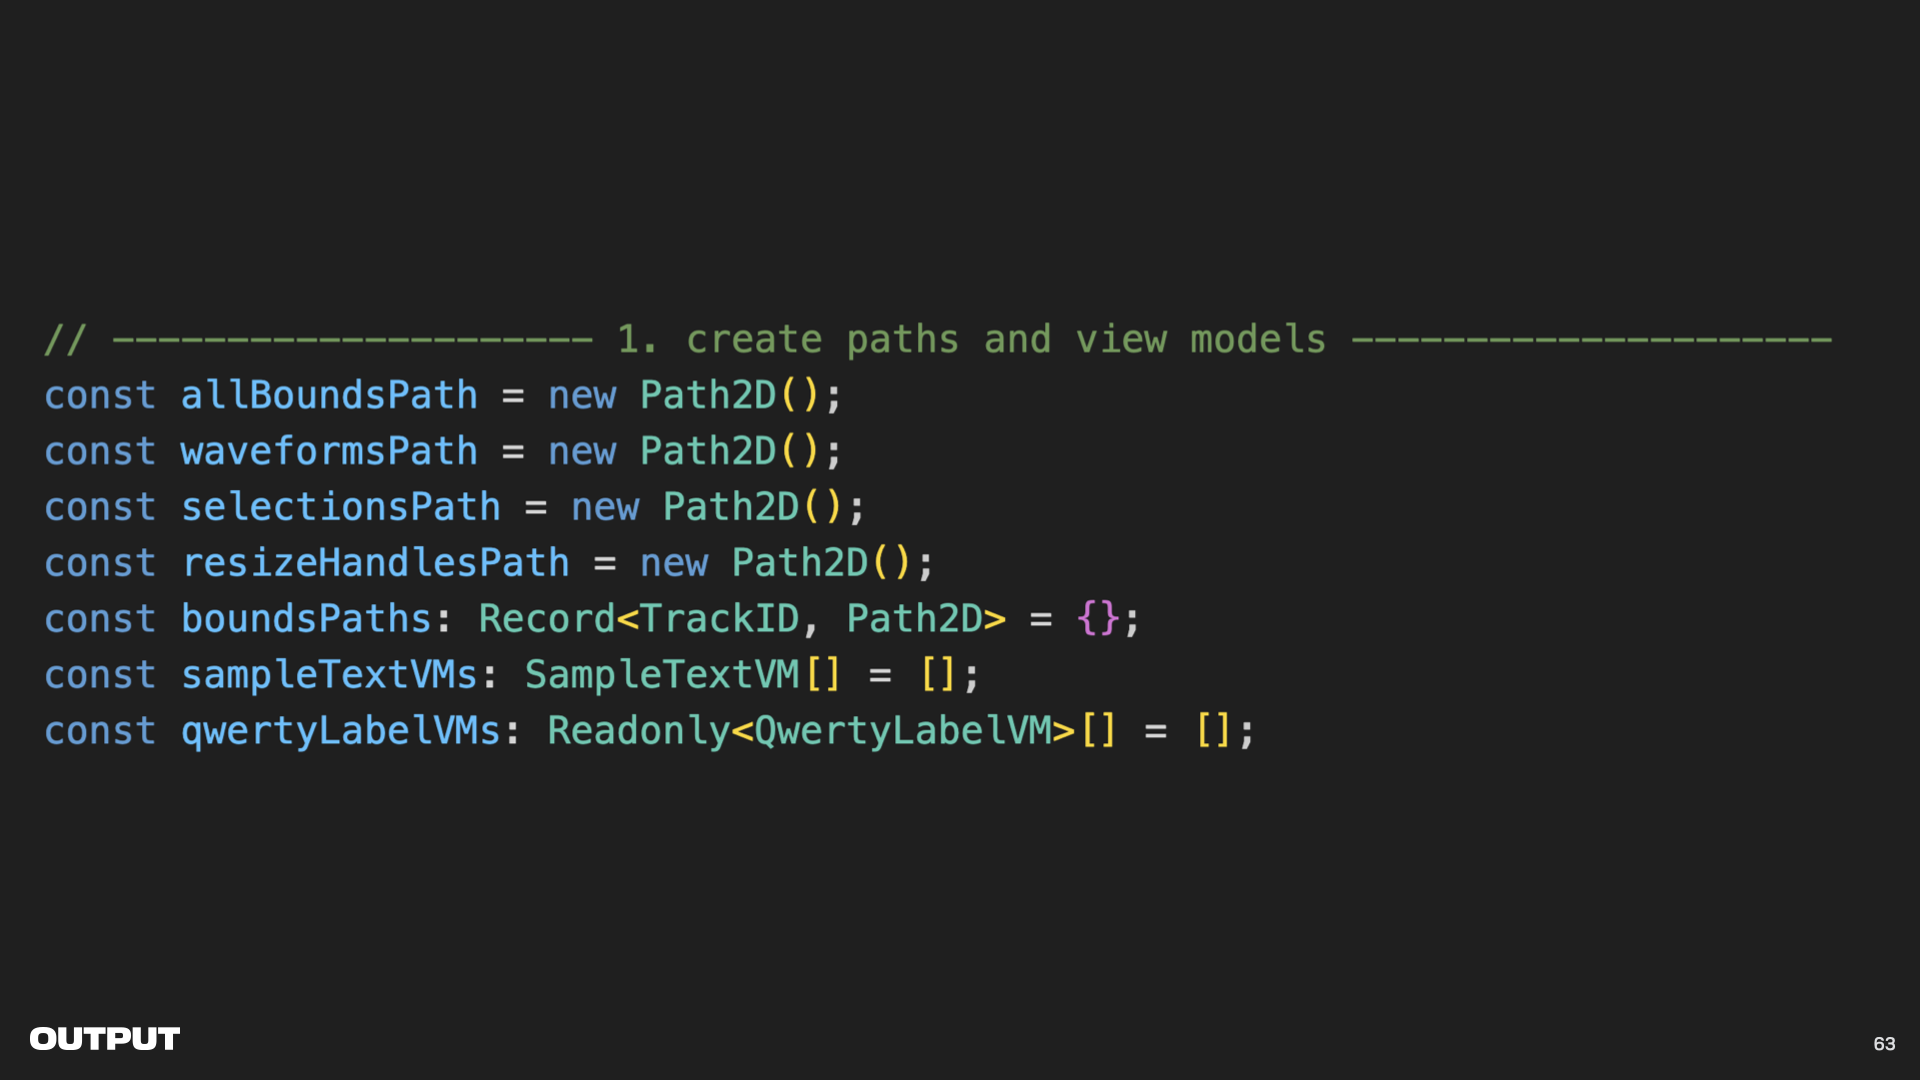 // --------------------- 1. create paths and view models ---------------------
const allBoundsPath = new Path2D();
const waveformsPath = new Path2D();
const selectionsPath = new Path2D();
const resizeHandlesPath = new Path2D();
const boundsPaths: Record<TrackID, Path2D> = {};
const sampleTextVMs: SampleTextVM[] = [];
const qwertyLabelVMs: Readonly<QwertyLabelVM>[] = [];
OUTPUT
63